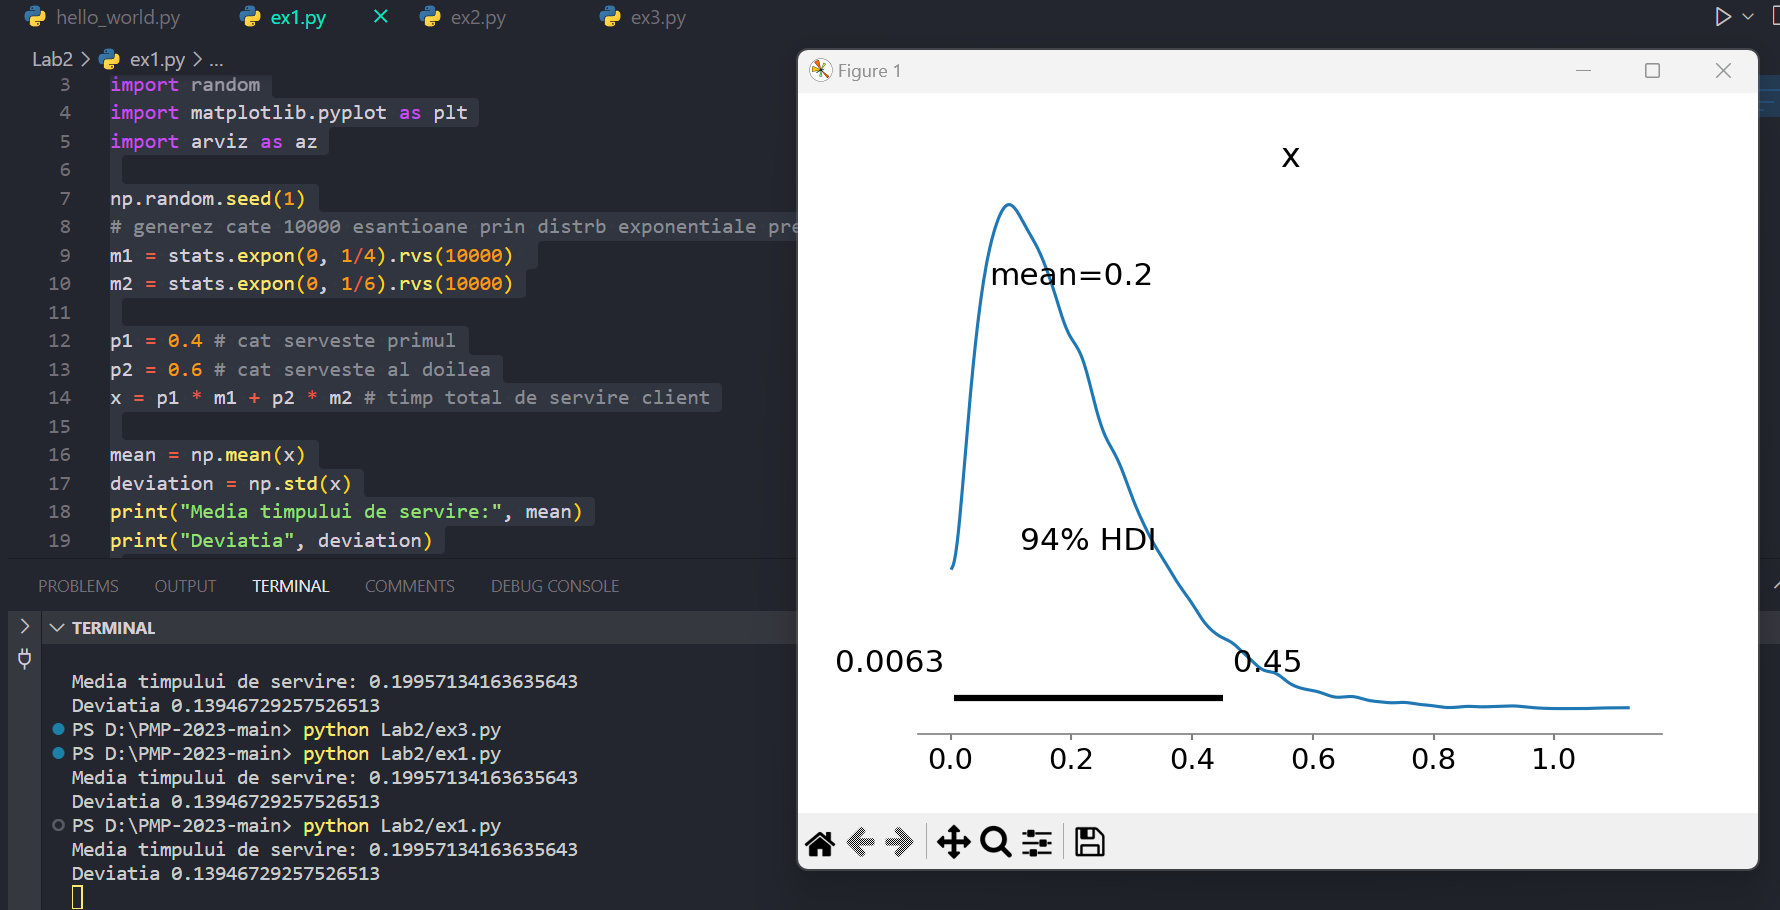 hello_world.py ex1.py ex2.py ex3.py
Lab2 > ex1.py > ...
3 import random
4 import matplotlib.pyplot as plt
5 import arviz as az
6
7 np.random.seed(1)
8 # generez cate 10000 esantioane prin distrb exponentiale pre
9 m1 = stats.expon(0, 1/4).rvs(10000)
10 m2 = stats.expon(0, 1/6).rvs(10000)
11
12 p1 = 0.4 # cat serveste primul
13 p2 = 0.6 # cat serveste al doilea
14 x = p1 * m1 + p2 * m2 # timp total de servire client
15
16 mean = np.mean(x)
17 deviation = np.std(x)
18 print("Media timpului de servire:", mean)
19 print("Deviatia", deviation)
PROBLEMS OUTPUT TERMINAL COMMENTS DEBUG CONSOLE
TERMINAL
Media timpului de servire: 0.19957134163635643
Deviatia 0.13946729257526513
PS D:\PMP-2023-main> python Lab2/ex3.py
PS D:\PMP-2023-main> python Lab2/ex1.py
Media timpului de servire: 0.19957134163635643
Deviatia 0.13946729257526513
PS D:\PMP-2023-main> python Lab2/ex1.py
Media timpului de servire: 0.19957134163635643
Deviatia 0.13946729257526513
Figure 1
x
mean=0.2
94% HDI
0.0063 0.45
0.0 0.2 0.4 0.6 0.8 1.0